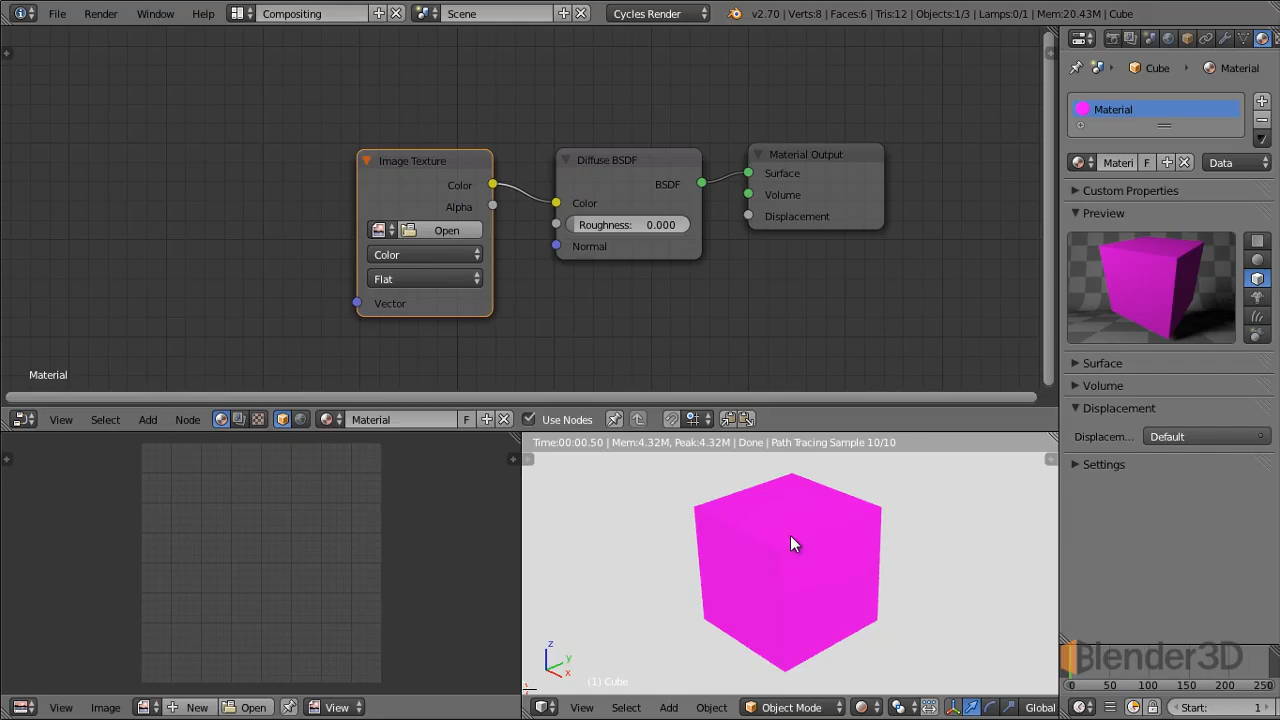 File Render Window Help Compositing Scene Cycles Render v2.70 | Verts:8 | Faces:6 | Tris:12 | Objects:1/3 | Lamps:0/1 | Mem:20.43M | Cube
Cube Material
Material
Materi F Data
Custom Properties
Preview
Surface
Volume
Displacement
Displacem... Default
Settings
Image Texture
Color
Alpha
Open
Color
Flat
Vector
Diffuse BSDF
BSDF
Color
Roughness: 0.000
Normal
Material Output
Surface
Volume
Displacement
Material
View Select Add Node Material F Use Nodes
Time:00:00.50 | Mem:4.32M, Peak:4.32M | Done | Path Tracing Sample 10/10
z
y
x
(1) Cube
Blender3D
0 50 100 150 200 250
View Image New Open View
View Select Add Object Object Mode Global
Start: 1